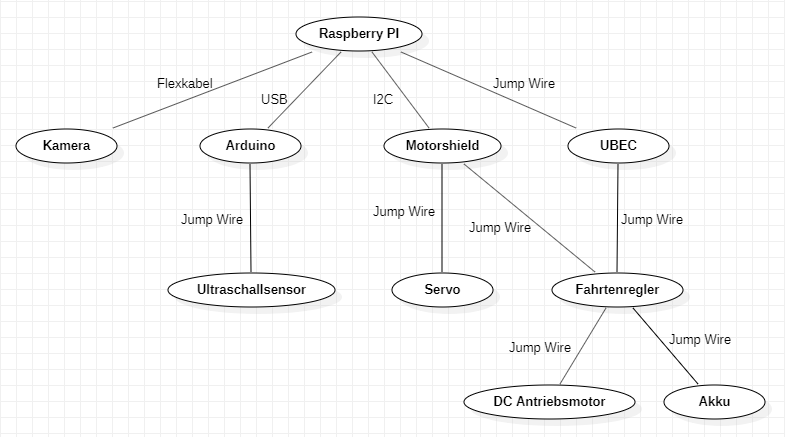 Raspberry PI
Flexkabel
USB
I2C
Jump Wire
Kamera
Arduino
Motorshield
UBEC
Jump Wire
Jump Wire
Jump Wire
Jump Wire
Ultraschallsensor
Servo
Fahrtenregler
Jump Wire
Jump Wire
DC Antriebsmotor
Akku